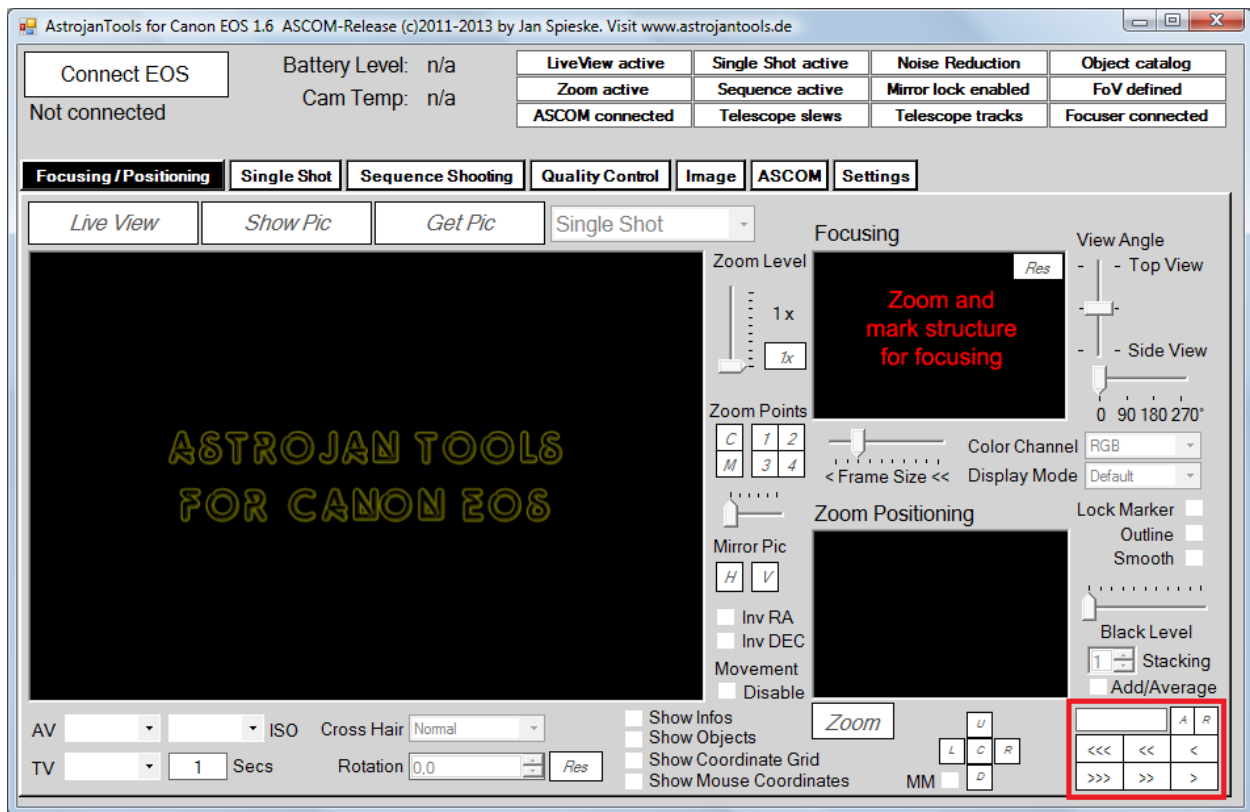 AstrojanTools for Canon EOS 1.6 ASCOM-Release (c)2011-2013 by Jan Spieske. Visit www.astrojantools.de
Connect EOS
Not connected
Battery Level: n/a
Cam Temp: n/a
LiveView active Single Shot active Noise Reduction Object catalog
Zoom active Sequence active Mirror lock enabled FoV defined
ASCOM connected Telescope slews Telescope tracks Focuser connected
Focusing / Positioning Single Shot Sequence Shooting Quality Control Image ASCOM Settings
Live View Show Pic Get Pic Single Shot
ASTROJAN TOOLS
FOR CANON EOS
Zoom Level
1 x
1x
Zoom Points
C 1 2
M 3 4
Mirror Pic
H V
Inv RA
Inv DEC
Movement
Disable
Focusing
Res
Zoom and
mark structure
for focusing
View Angle
- - Top View
- -
- - Side View
0 90 180 270°
< Frame Size <<
Color Channel RGB
Display Mode Default
Zoom Positioning
Lock Marker
Outline
Smooth
Black Level
1 Stacking
Add/Average
AV ISO Cross Hair Normal
TV 1 Secs Rotation 0,0 Res
Show Infos
Show Objects
Show Coordinate Grid
Show Mouse Coordinates
Zoom
U
L C R
MM D
A R
<<< << <
>>> >> >